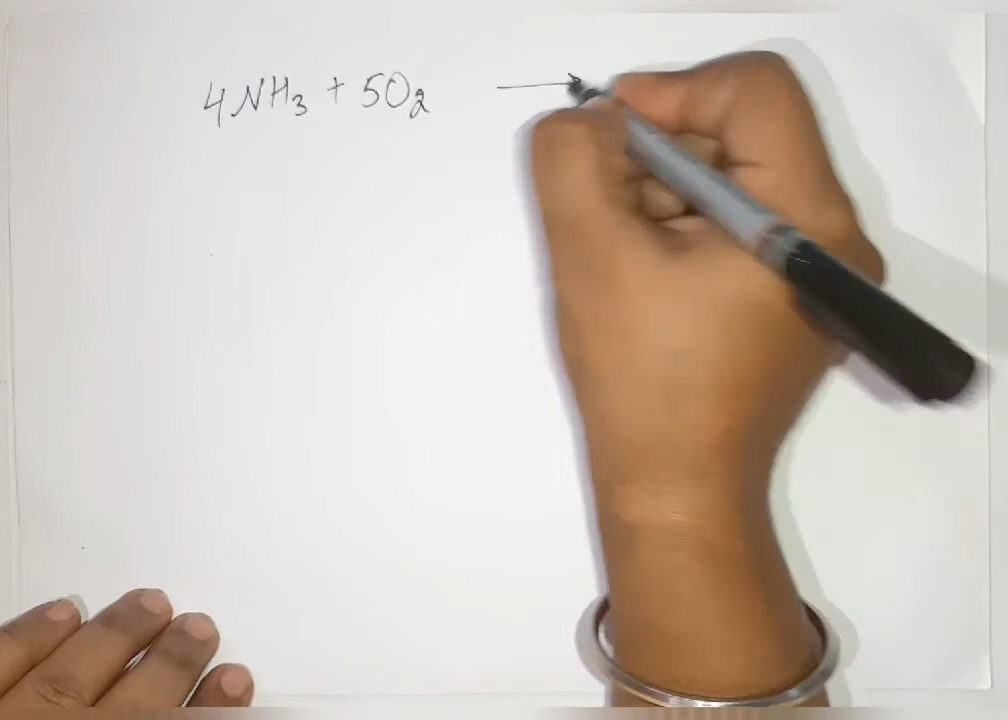 4NH₃ + 5O₂ →